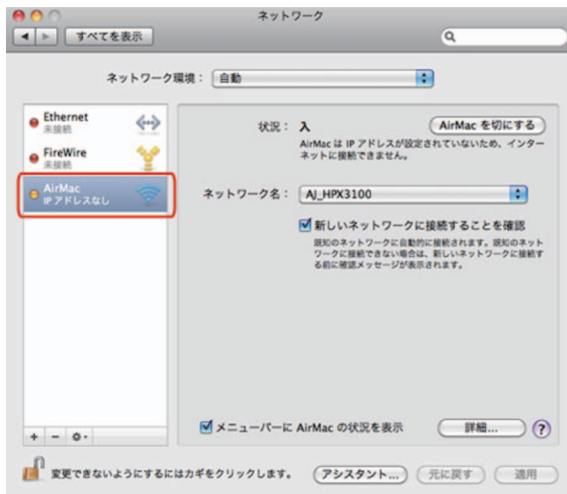 ネットワーク
すべてを表示
ネットワーク環境： 自動
Ethernet
未接続
FireWire
未接続
AirMac
IP アドレスなし
状況： 入
AirMac を切にする
AirMac は IP アドレスが設定されていないため、インター
ネットに接続できません。
ネットワーク名： AJ_HPX3100
新しいネットワークに接続することを確認
既知のネットワークに自動的に接続されます。既知のネット
ワークに接続できない場合は、新しいネットワークに接続す
る前に確認メッセージが表示されます。
メニューバーに AirMac の状況を表示
詳細...
?
+ −
変更できないようにするにはカギをクリックします。
アシスタント...
元に戻す
適用